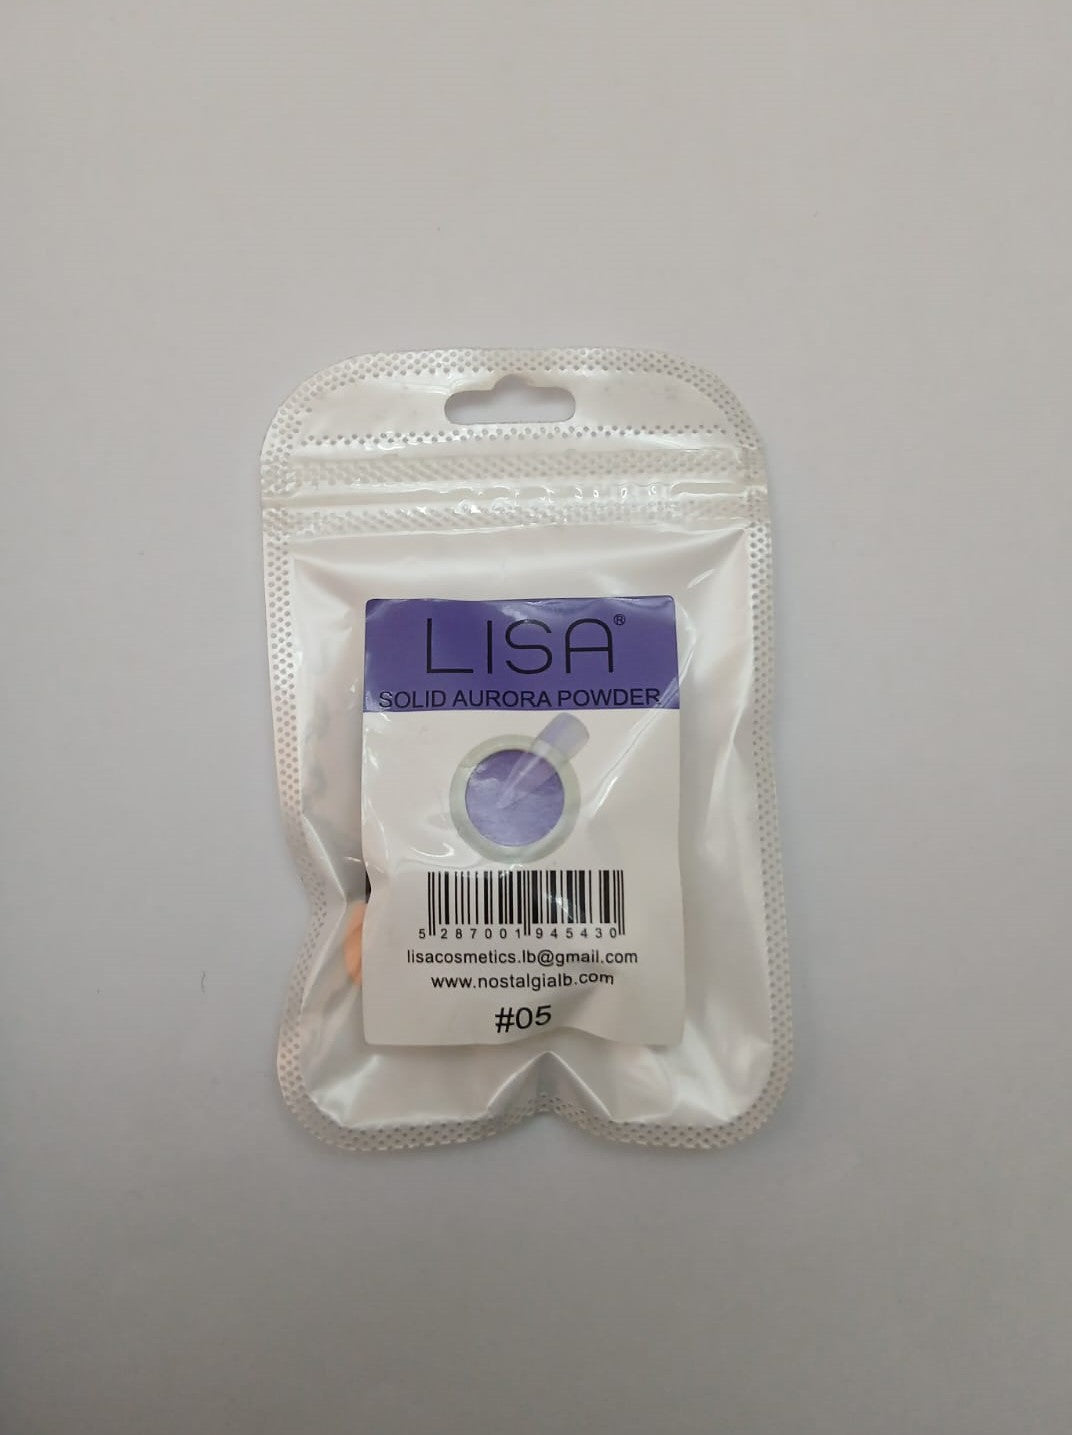 LISA®
SOLID AURORA POWDER
5 287001 945430
lisacosmetics.lb@gmail.com
www.nostalgialb.com
#05